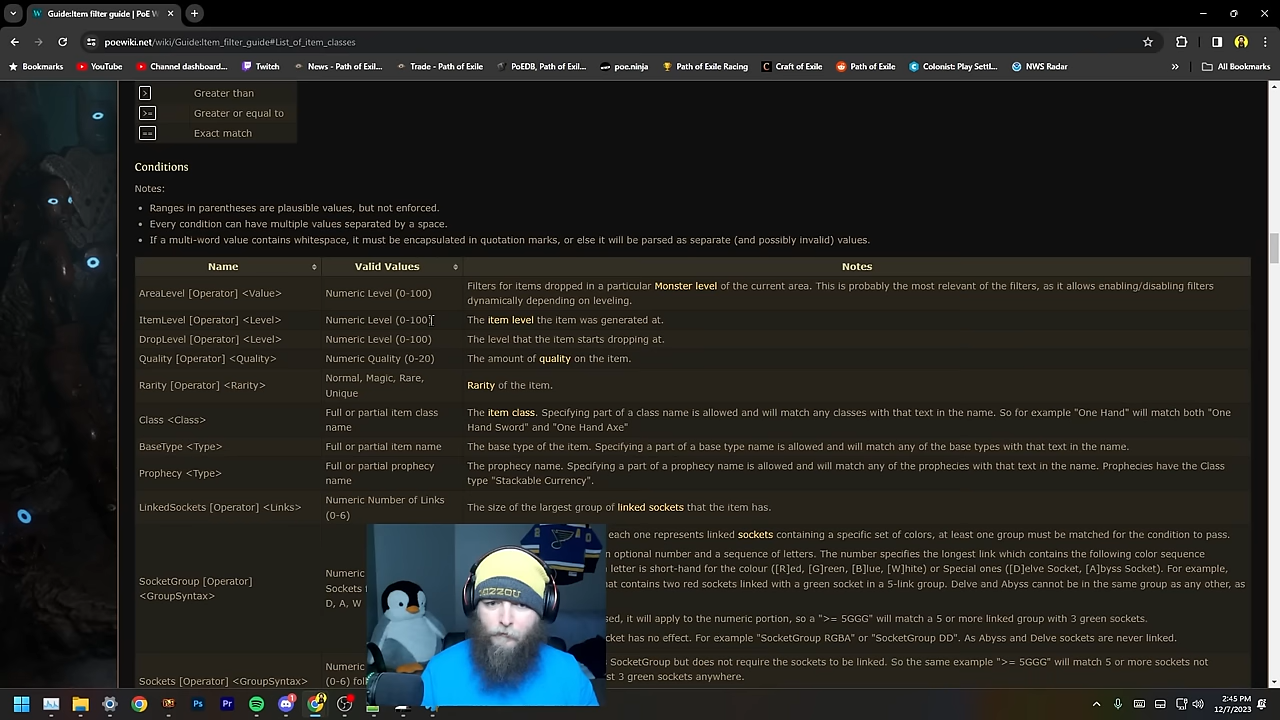 Guide:Item filter guide | PoE W
poewiki.net/wiki/Guide:Item_filter_guide#List_of_item_classes
Bookmarks YouTube Channel dashboard... Twitch News - Path of Exil... Trade - Path of Exile PoEDB, Path of Exil... poe.ninja Path of Exile Racing Craft of Exile Path of Exile Colonist: Play Settl... NWS Radar » All Bookmarks
> Greater than
>= Greater or equal to
== Exact match
Conditions
Notes:
• Ranges in parentheses are plausible values, but not enforced.
• Every condition can have multiple values separated by a space.
• If a multi-word value contains whitespace, it must be encapsulated in quotation marks, or else it will be parsed as separate (and possibly invalid) values.
Name Valid Values Notes
AreaLevel [Operator] <Value> Numeric Level (0-100) Filters for items dropped in a particular Monster level of the current area. This is probably the most relevant of the filters, as it allows enabling/disabling filters
dynamically depending on leveling.
ItemLevel [Operator] <Level> Numeric Level (0-100) The item level the item was generated at.
DropLevel [Operator] <Level> Numeric Level (0-100) The level that the item starts dropping at.
Quality [Operator] <Quality> Numeric Quality (0-20) The amount of quality on the item.
Rarity [Operator] <Rarity> Normal, Magic, Rare,
Unique
Rarity of the item.
Class <Class> Full or partial item class
name
The item class. Specifying part of a class name is allowed and will match any classes with that text in the name. So for example "One Hand" will match both "One
Hand Sword" and "One Hand Axe"
BaseType <Type> Full or partial item name The base type of the item. Specifying a part of a base type name is allowed and will match any of the base types with that text in the name.
Prophecy <Type> Full or partial prophecy
name
The prophecy name. Specifying a part of a prophecy name is allowed and will match any of the prophecies with that text in the name. Prophecies have the Class
type "Stackable Currency".
LinkedSockets [Operator] <Links> Numeric Number of Links
(0-6)
The size of the largest group of linked sockets that the item has.
SocketGroup [Operator]
<GroupSyntax>
Numeric
Sockets
D, A, W
each one represents linked sockets containing a specific set of colors, at least one group must be matched for the condition to pass.
optional number and a sequence of letters. The number specifies the longest link which contains the following color sequence
letter is short-hand for the colour ([R]ed, [G]reen, [B]lue, [W]hite) or Special ones ([D]elve Socket, [A]byss Socket). For example,
contains two red sockets linked with a green socket in a 5-link group. Delve and Abyss cannot be in the same group as any other, as
it will apply to the numeric portion, so a ">= 5GGG" will match a 5 or more linked group with 3 green sockets.
has no effect. For example "SocketGroup RGBA" or "SocketGroup DD". As Abyss and Delve sockets are never linked.
Sockets [Operator] <GroupSyntax> Numeric
(0-6)
SocketGroup but does not require the sockets to be linked. So the same example ">= 5GGG" will match 5 or more sockets not
3 green sockets anywhere.
2:45 PM
12/7/2023